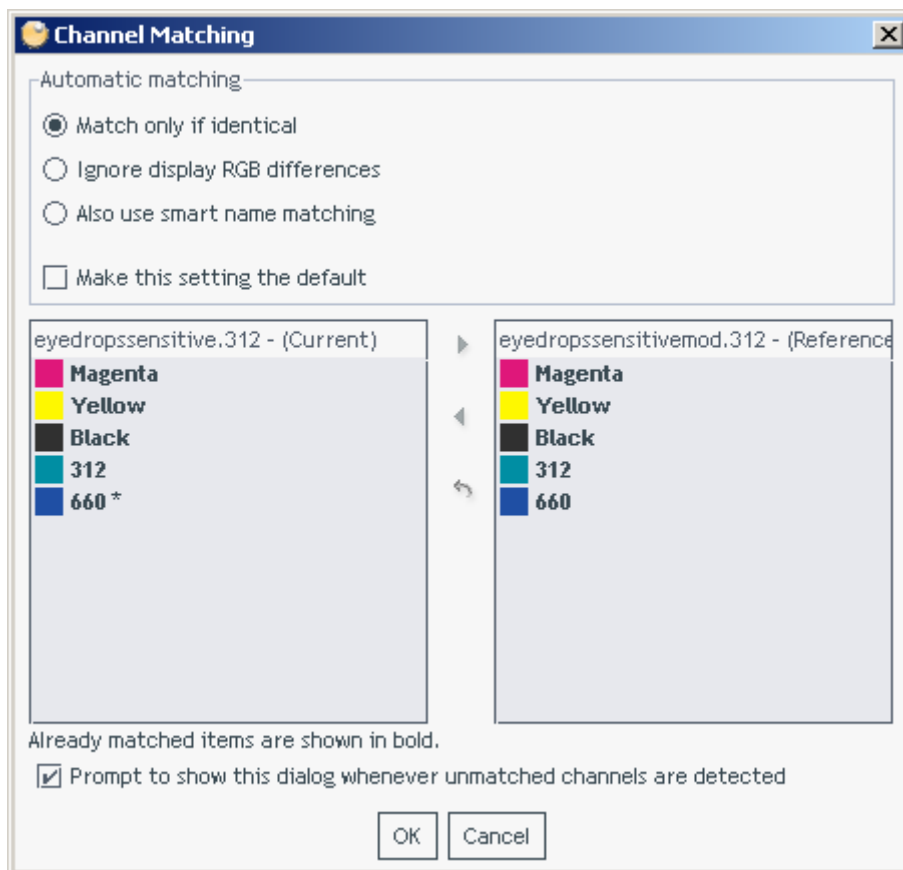 Channel Matching
Automatic matching
Match only if identical
Ignore display RGB differences
Also use smart name matching
Make this setting the default
eyedropssensitive.312 - (Current)
Magenta
Yellow
Black
312
660 *
eyedropssensitivemod.312 - (Reference
Magenta
Yellow
Black
312
660
Already matched items are shown in bold.
Prompt to show this dialog whenever unmatched channels are detected
OK
Cancel